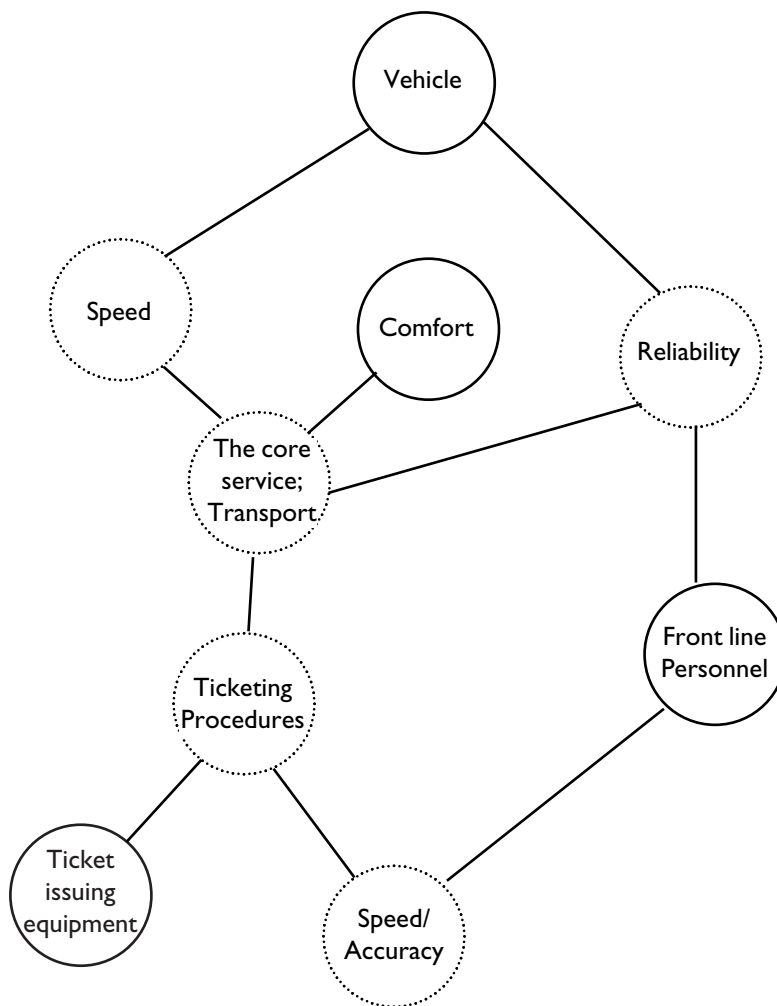 Vehicle
Speed
Comfort
Reliability
The core
service;
Transport
Front line
Personnel
Ticketing
Procedures
Ticket
issuing
equipment
Speed/
Accuracy